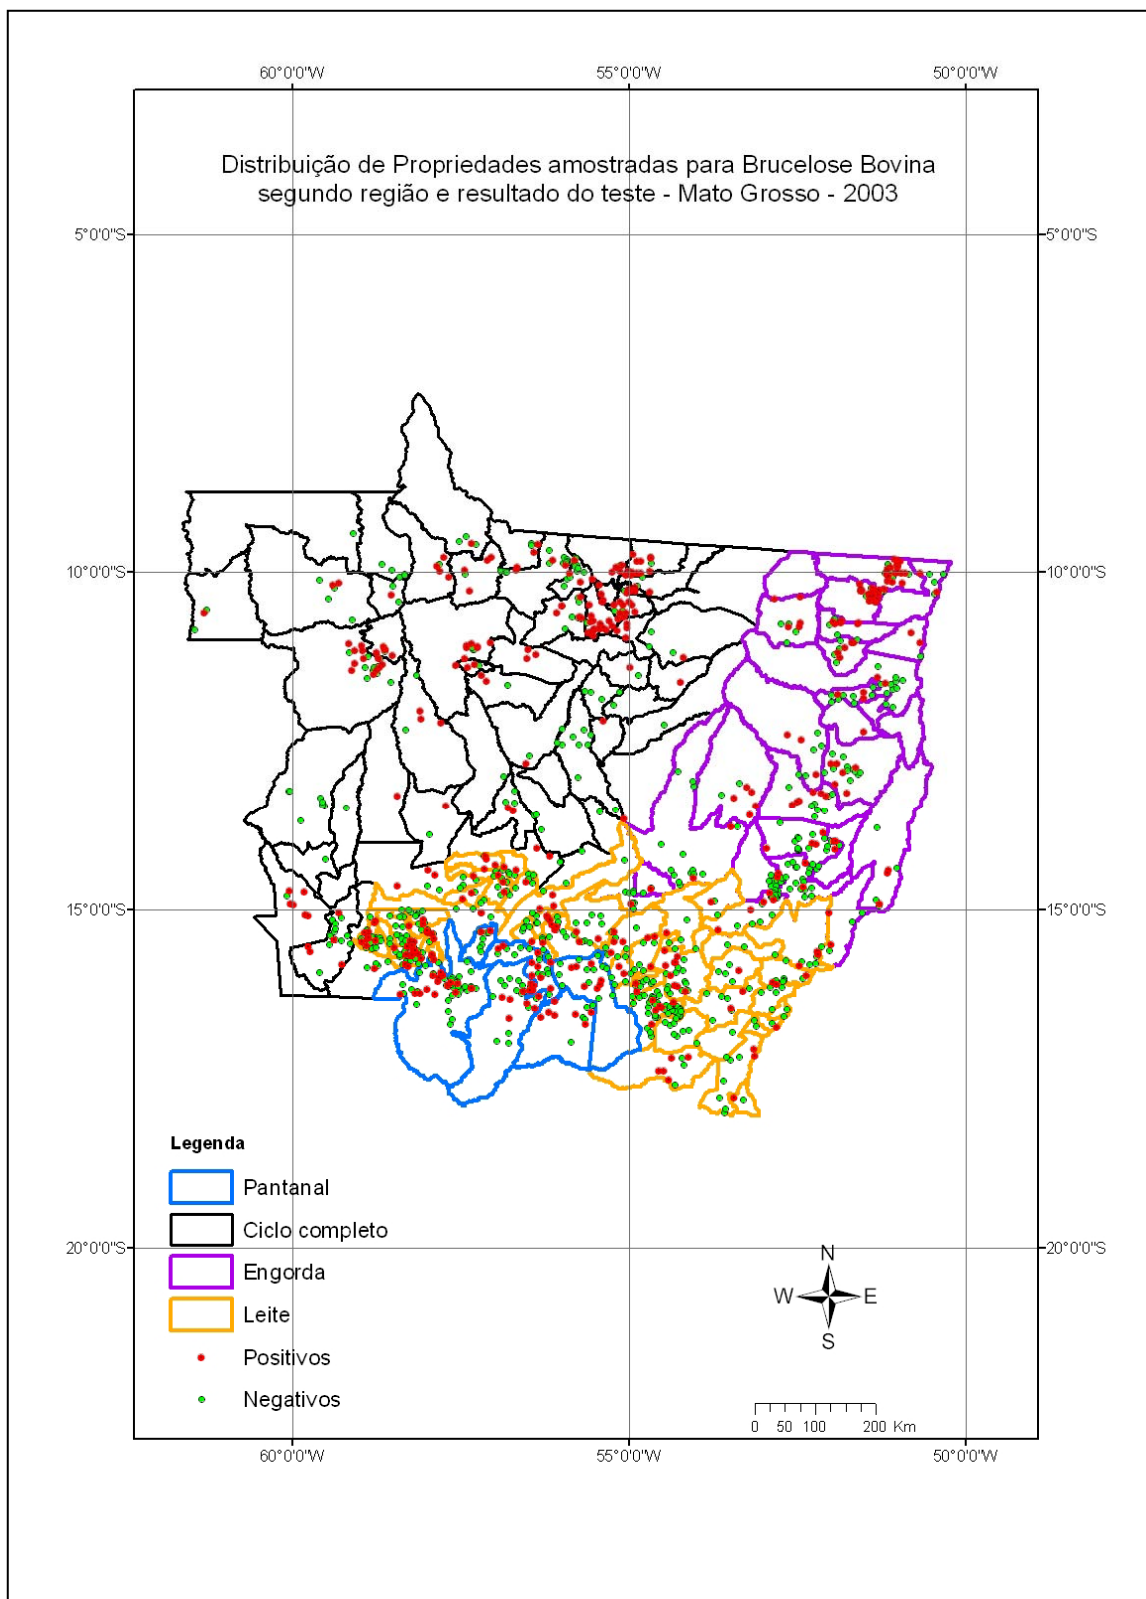 60°0'0"W 55°0'0"W 50°0'0"W
Distribuição de Propriedades amostradas para Brucelose Bovina
segundo região e resultado do teste - Mato Grosso - 2003
5°0'0"S 5°0'0"S
10°0'0"S 10°0'0"S
15°0'0"S 15°0'0"S
Legenda
Pantanal
Ciclo completo
20°0'0"S 20°0'0"S
Engorda
Leite
Positivos
Negativos
N
W E
S
0 50 100 200 Km
60°0'0"W 55°0'0"W 50°0'0"W